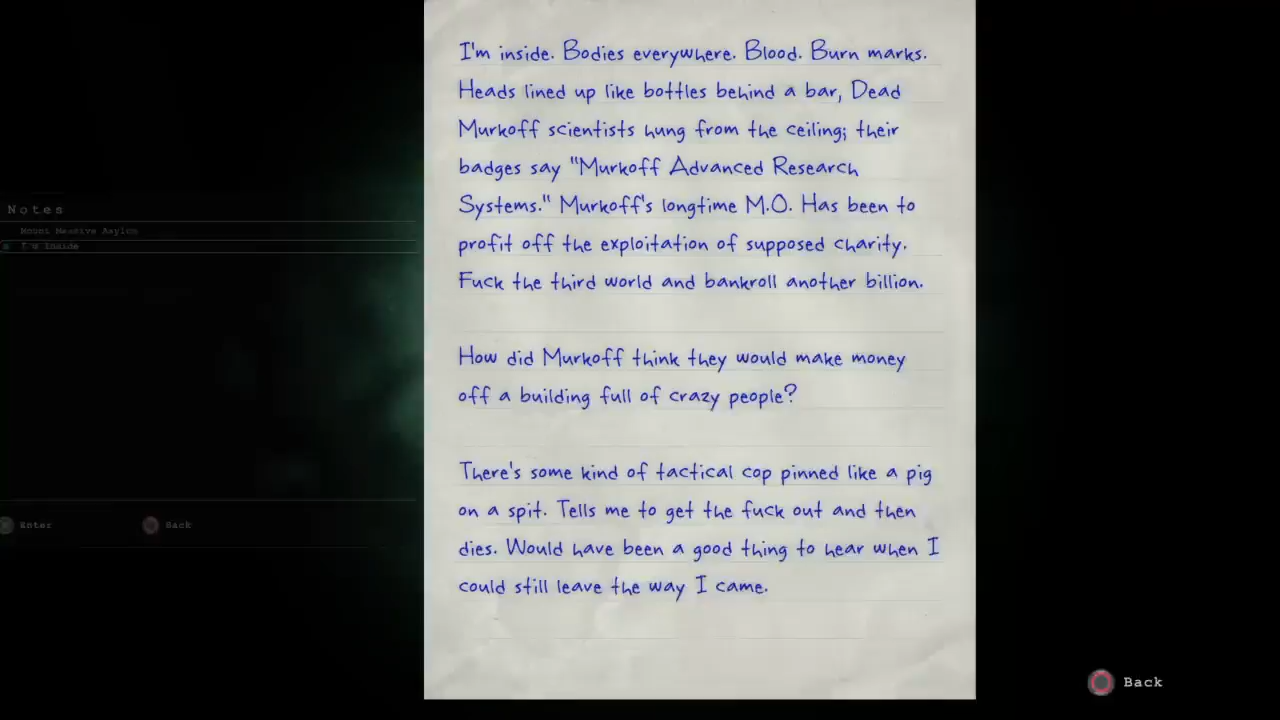 Notes
Mount Massive Asylum
I'm Inside
Enter
Back
I'm inside. Bodies everywhere. Blood. Burn marks.
Heads lined up like bottles behind a bar, Dead
Murkoff scientists hung from the ceiling; their
badges say "Murkoff Advanced Research
Systems." Murkoff's longtime M.O. Has been to
profit off the exploitation of supposed charity.
Fuck the third world and bankroll another billion.
How did Murkoff think they would make money
off a building full of crazy people?
There's some kind of tactical cop pinned like a pig
on a spit. Tells me to get the fuck out and then
dies. Would have been a good thing to hear when I
could still leave the way I came.
Back